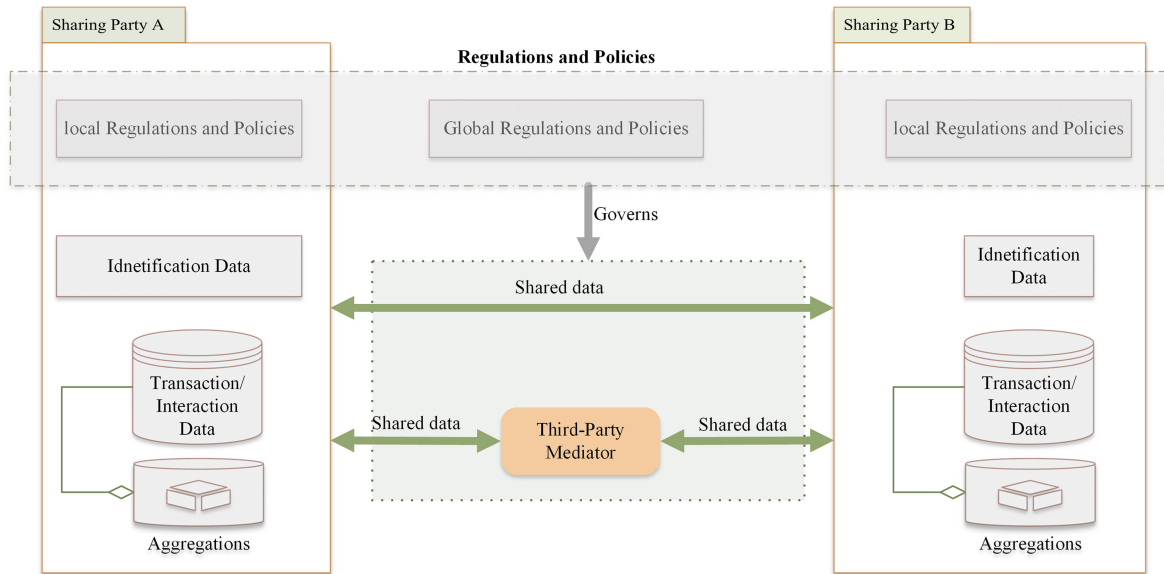 Sharing Party A
Sharing Party B
Regulations and Policies
local Regulations and Policies
Global Regulations and Policies
local Regulations and Policies
Governs
Idnetification Data
Idnetification
Data
Shared data
Transaction/
Interaction
Data
Shared data
Third-Party
Mediator
Shared data
Transaction/
Interaction
Data
Aggregations
Aggregations